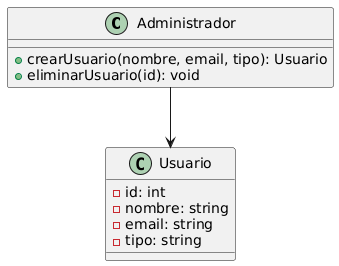 C Administrador
crearUsuario(nombre, email, tipo): Usuario
eliminarUsuario(id): void
C Usuario
id: int
nombre: string
email: string
tipo: string